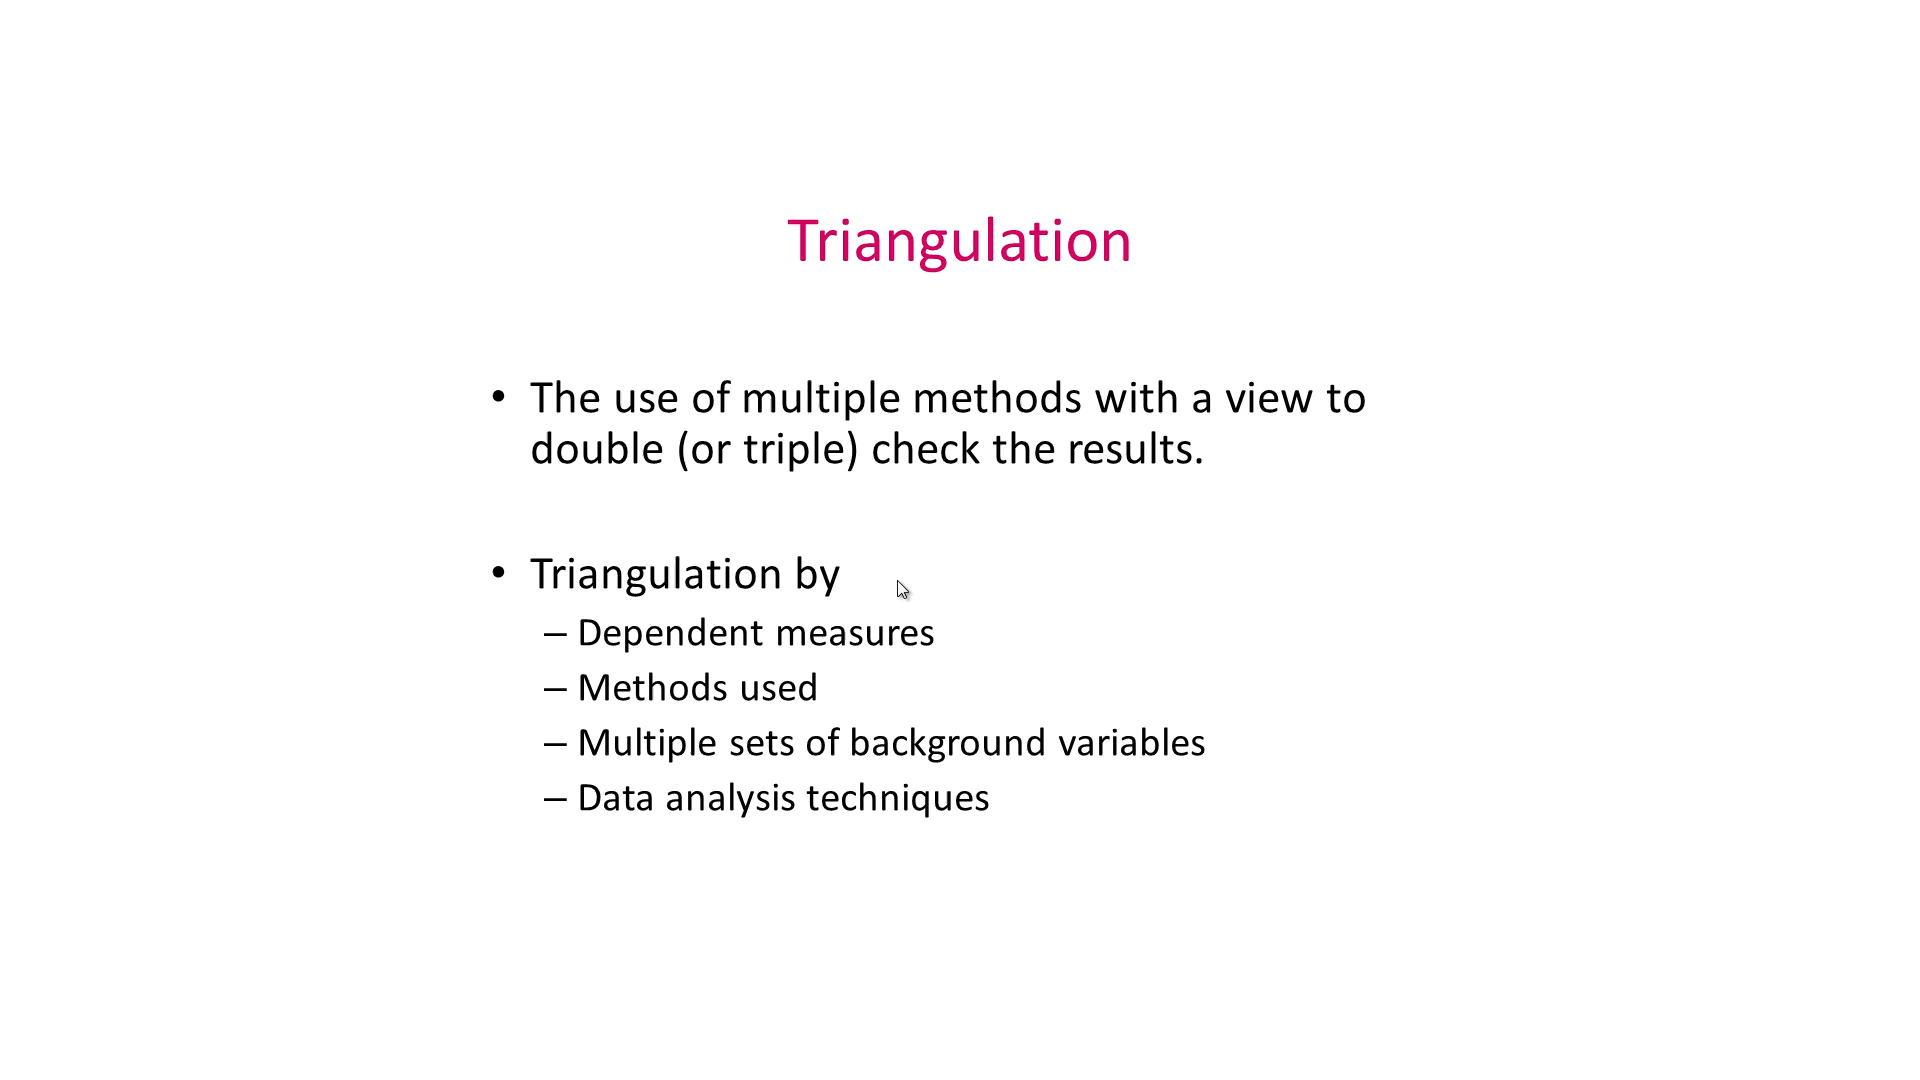 Triangulation
• The use of multiple methods with a view to
double (or triple) check the results.
• Triangulation by
– Dependent measures
– Methods used
– Multiple sets of background variables
– Data analysis techniques